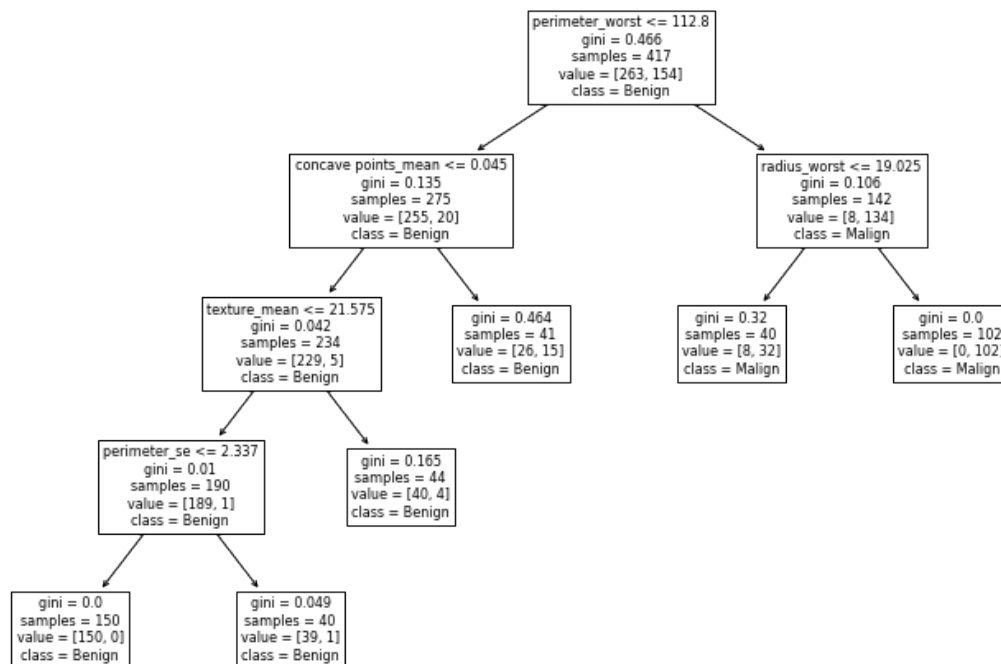 perimeter_worst <= 112.8
gini = 0.466
samples = 417
value = [263, 154]
class = Benign
concave points_mean <= 0.045
gini = 0.135
samples = 275
value = [255, 20]
class = Benign
radius_worst <= 19.025
gini = 0.106
samples = 142
value = [8, 134]
class = Malign
texture_mean <= 21.575
gini = 0.042
samples = 234
value = [229, 5]
class = Benign
gini = 0.464
samples = 41
value = [26, 15]
class = Benign
gini = 0.32
samples = 40
value = [8, 32]
class = Malign
gini = 0.0
samples = 102
value = [0, 102]
class = Malign
perimeter_se <= 2.337
gini = 0.01
samples = 190
value = [189, 1]
class = Benign
gini = 0.165
samples = 44
value = [40, 4]
class = Benign
gini = 0.0
samples = 150
value = [150, 0]
class = Benign
gini = 0.049
samples = 40
value = [39, 1]
class = Benign